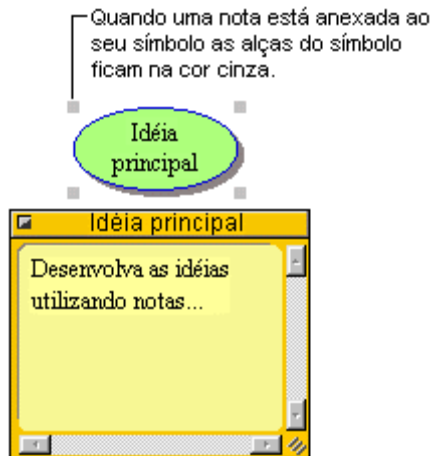 Quando uma nota está anexada ao
seu símbolo as alças do símbolo
ficam na cor cinza.
Idéia
principal
Idéia principal
Desenvolva as idéias
utilizando notas...